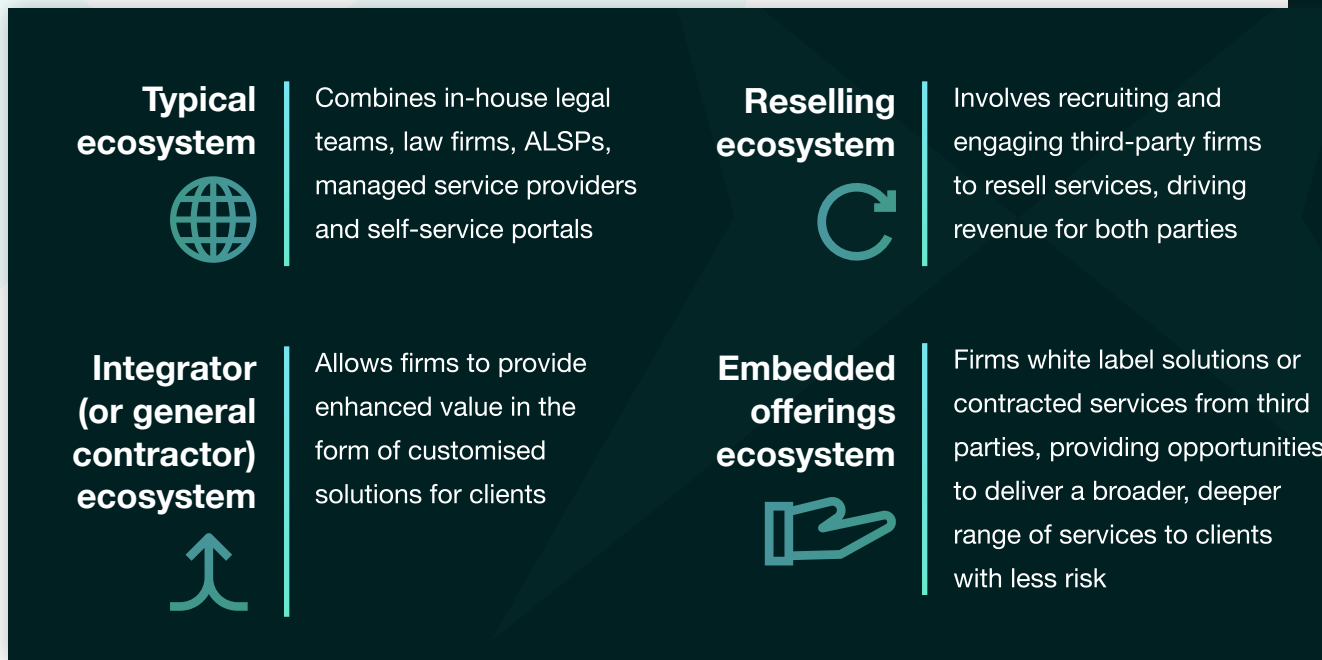 Typical
ecosystem
Combines in-house legal
teams, law firms, ALSPs,
managed service providers
and self-service portals
Reselling
ecosystem
Involves recruiting and
engaging third-party firms
to resell services, driving
revenue for both parties
Integrator
(or general
contractor)
ecosystem
Allows firms to provide
enhanced value in the
form of customised
solutions for clients
Embedded
offerings
ecosystem
Firms white label solutions or
contracted services from third
parties, providing opportunities
to deliver a broader, deeper
range of services to clients
with less risk